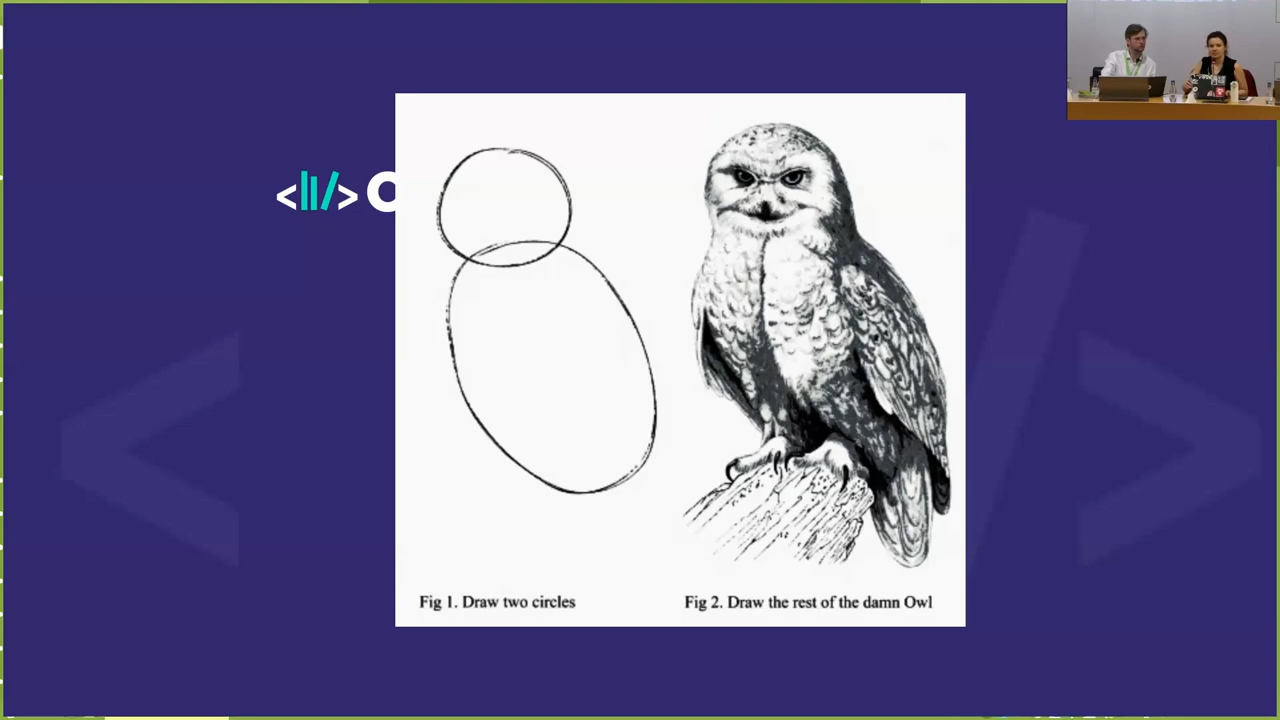 Fig 1. Draw two circles
Fig 2. Draw the rest of the damn Owl